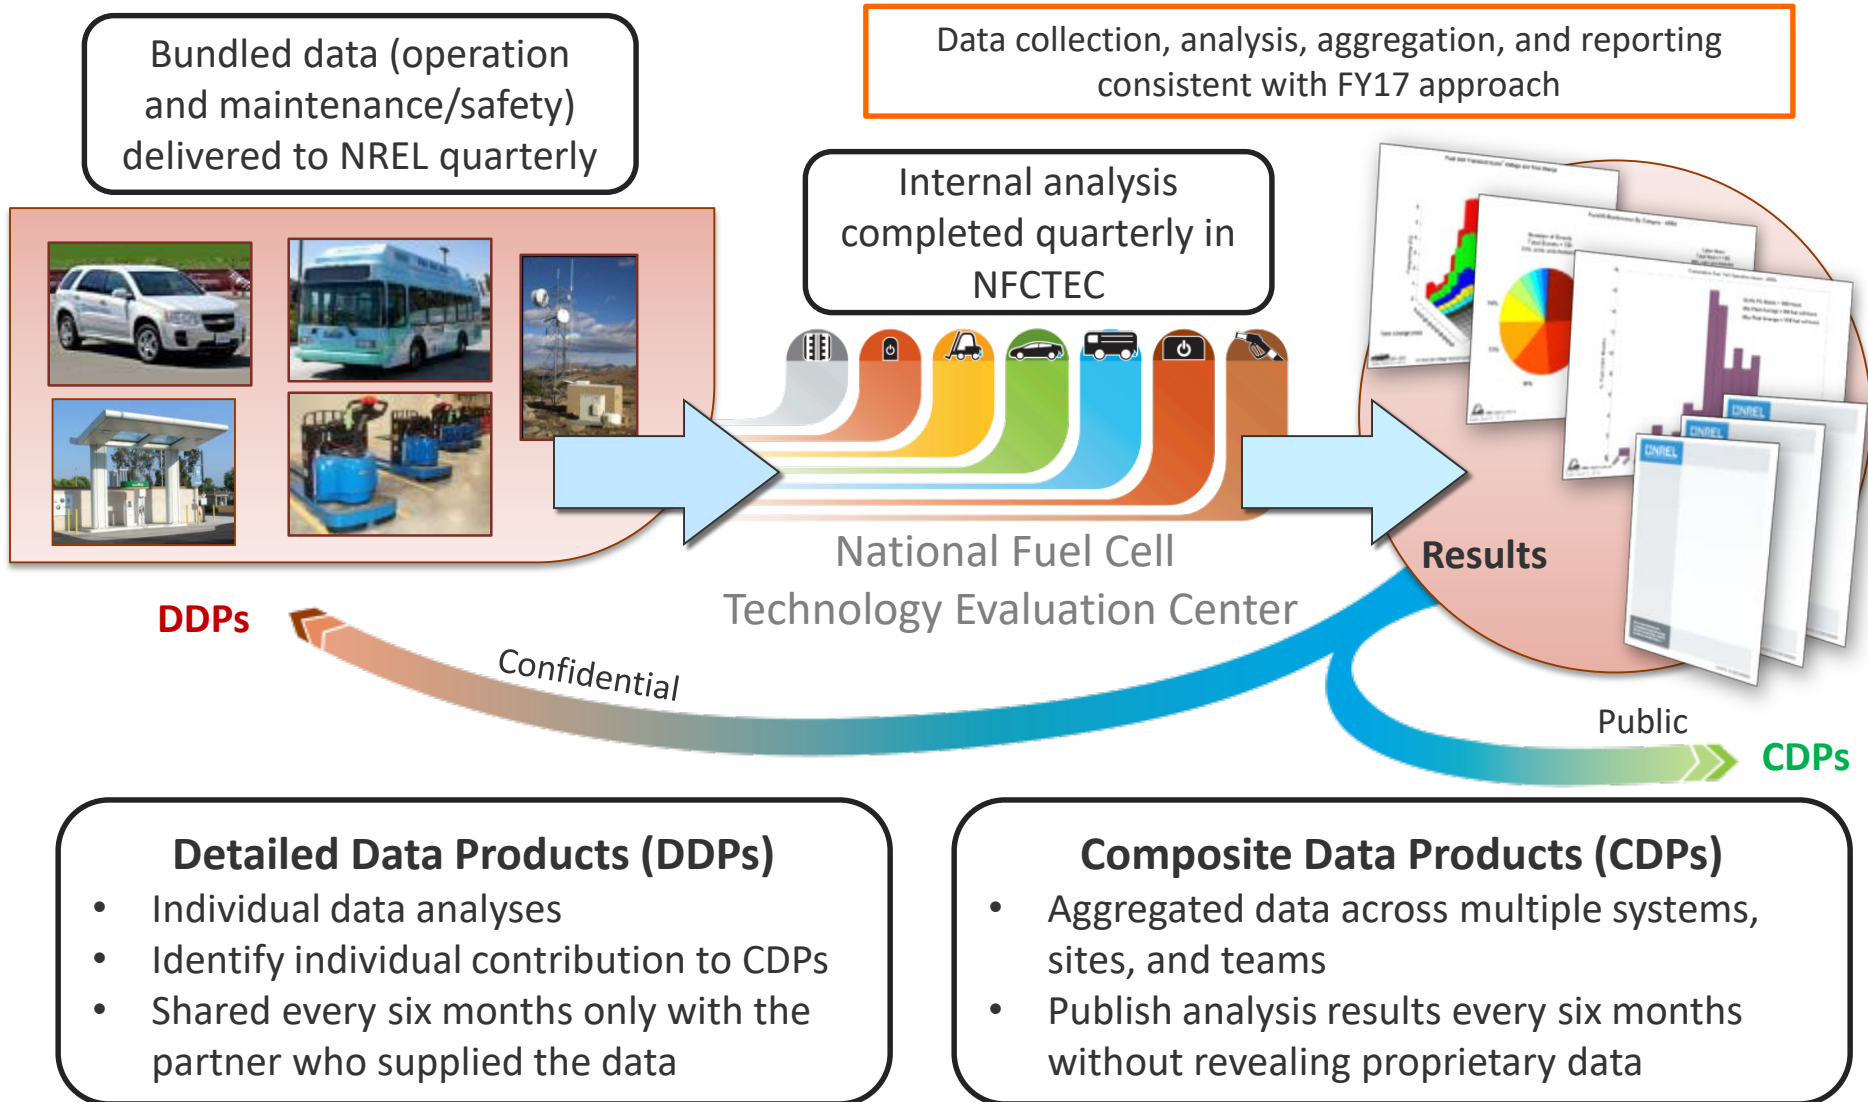 Bundled data (operation
and maintenance/safety)
delivered to NREL quarterly
Data collection, analysis, aggregation, and reporting
consistent with FY17 approach
Internal analysis
completed quarterly in
NFCTEC
National Fuel Cell
Technology Evaluation Center
NREL
NREL
NREL
Results
DDPs
Confidential
Public
CDPs
Detailed Data Products (DDPs)
• Individual data analyses
• Identify individual contribution to CDPs
• Shared every six months only with the
partner who supplied the data
Composite Data Products (CDPs)
• Aggregated data across multiple systems,
sites, and teams
• Publish analysis results every six months
without revealing proprietary data